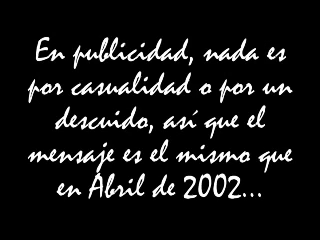 En publicidad, nada es
por casualidad o por un
descuido, así que el
mensaje es el mismo que
en Abril de 2002...